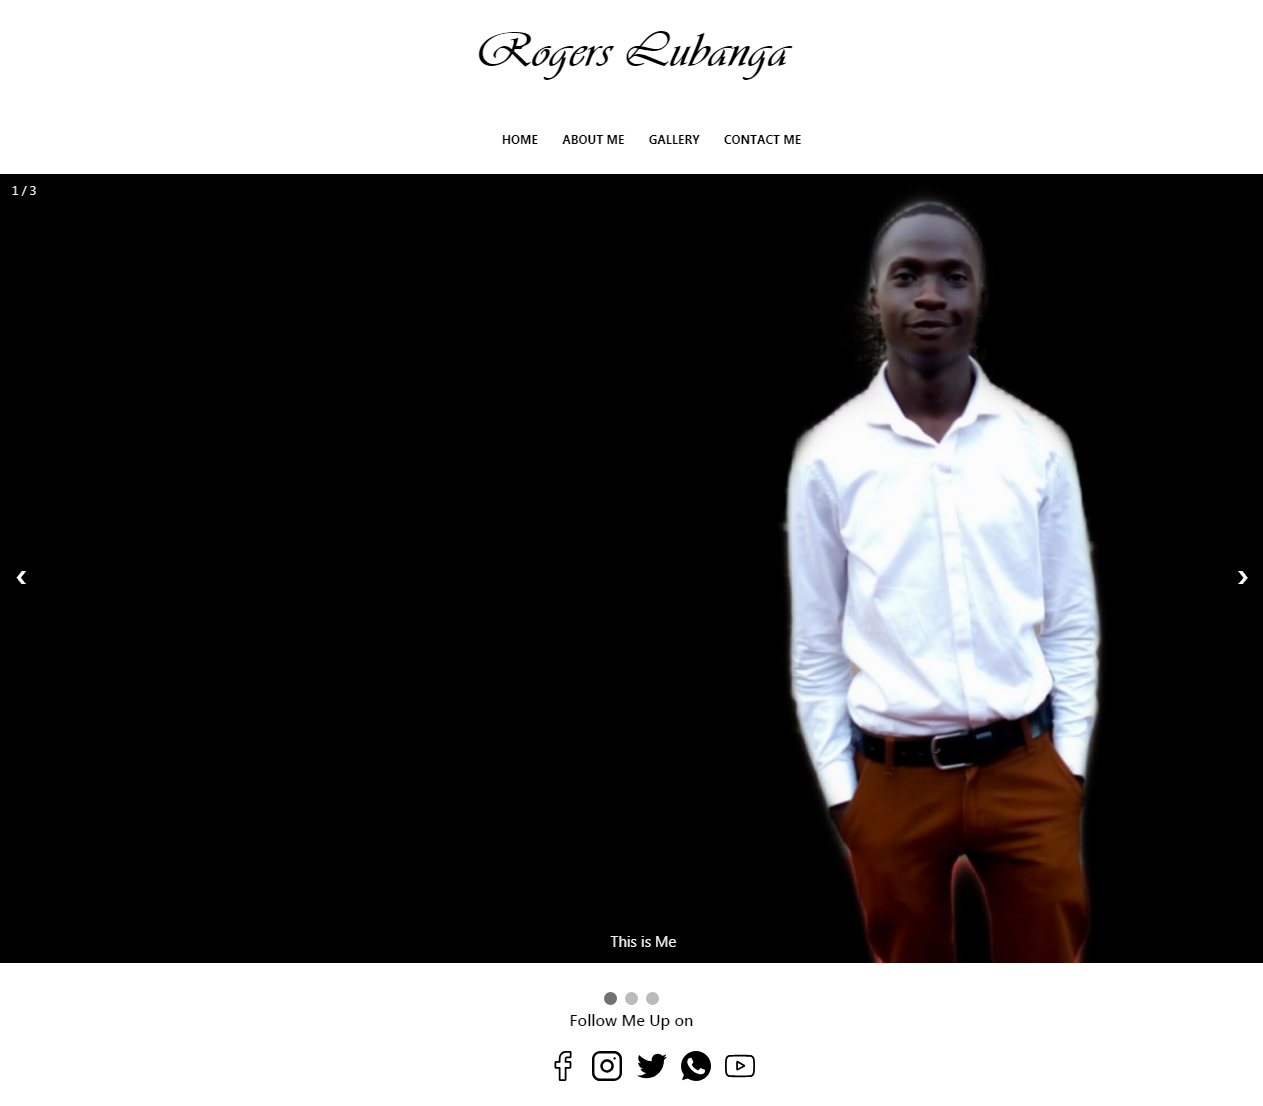 Rogers Lubanga
HOME ABOUT ME GALLERY CONTACT ME
1 / 3
❮ ❯
This is Me
Follow Me Up on